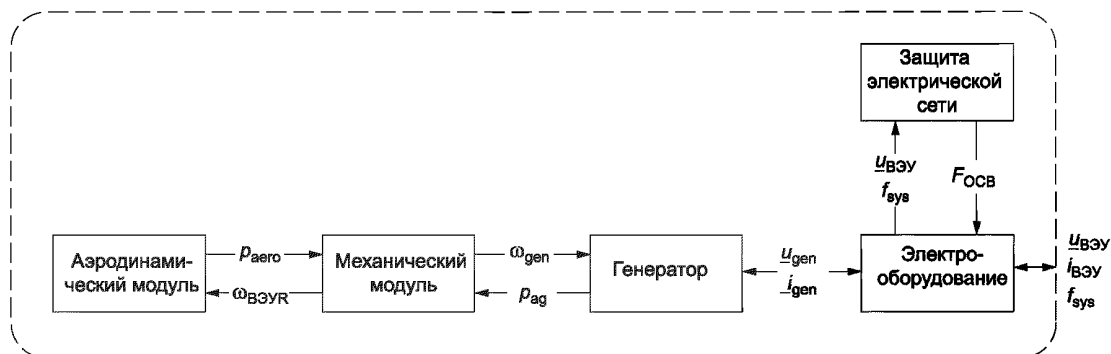 Защита
электрической
сети
u_ВЭУ
f_sys
F_ОСВ
Аэродинами-
ческий модуль
p_aero
ω_ВЭУR
Механический
модуль
ω_gen
p_ag
Генератор
u_gen
i_gen
Электро-
оборудование
u_ВЭУ
i_ВЭУ
f_sys